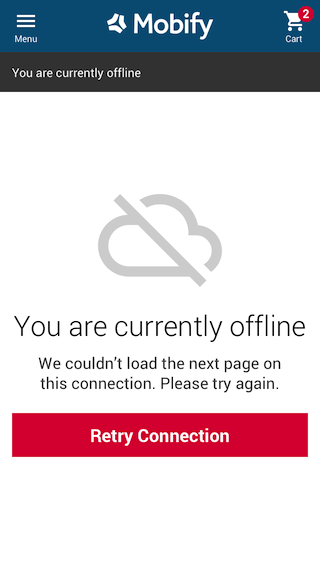 Menu
Mobify
2
Cart
You are currently offline
You are currently offline
We couldn’t load the next page on
this connection. Please try again.
Retry Connection